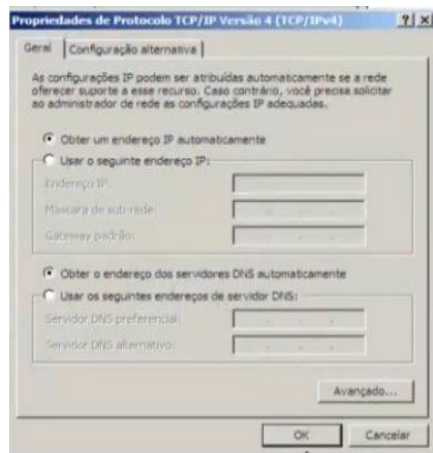 Propriedades de Protocolo TCP/IP Versão 4 (TCP/IPv4)
Geral
Configuração alternativa
As configurações IP podem ser atribuídas automaticamente se a rede
oferecer suporte a esse recurso. Caso contrário, você precisa solicitar
ao administrador de rede as configurações IP adequadas.
Obter um endereço IP automaticamente
Usar o seguinte endereço IP:
Endereço IP:
Máscara de sub-rede:
Gateway padrão:
Obter o endereço dos servidores DNS automaticamente
Usar os seguintes endereços de servidor DNS:
Servidor DNS preferencial:
Servidor DNS alternativo:
Avançado...
OK
Cancelar